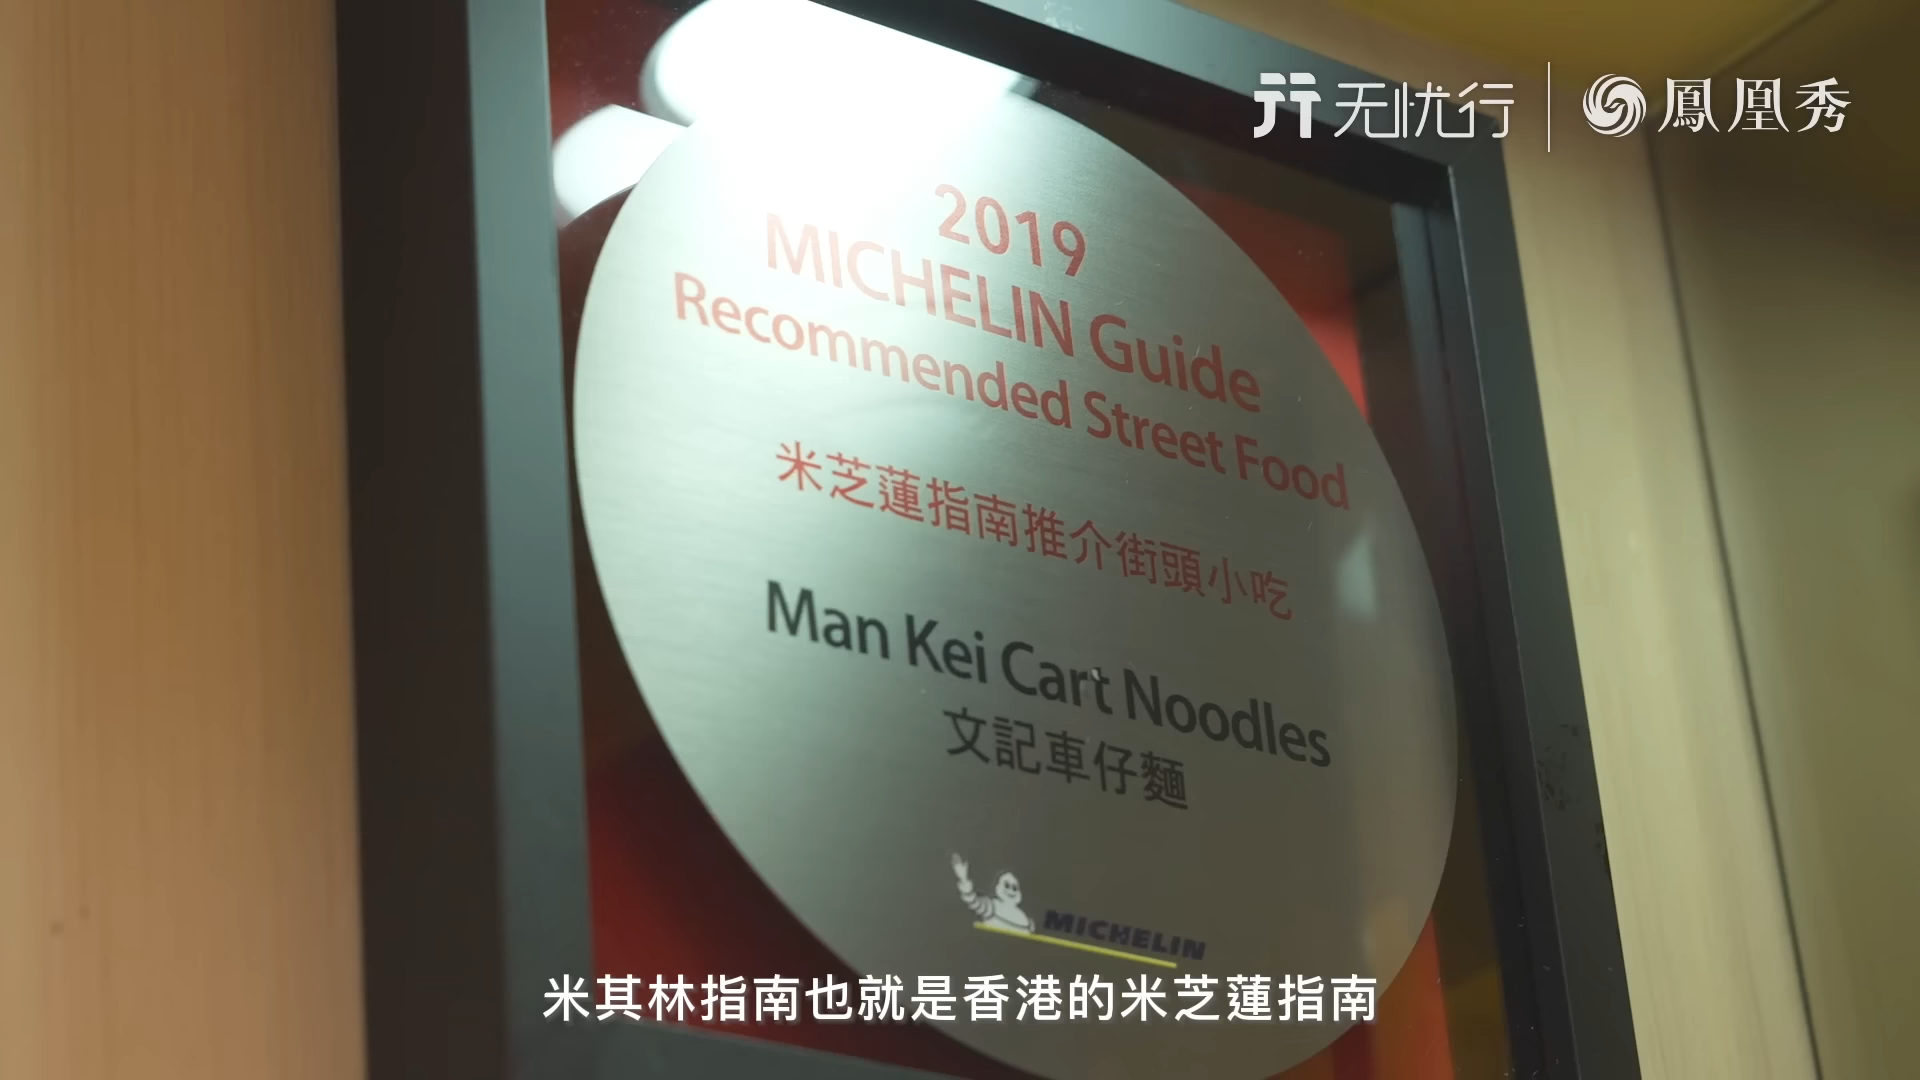 无忧行
鳳凰秀
2019
MICHELIN Guide
Recommended Street Food
米芝蓮指南推介街頭小吃
Man Kei Cart Noodles
文記車仔麵
MICHELIN
米其林指南也就是香港的米芝蓮指南